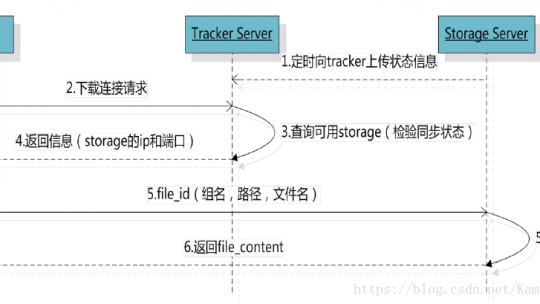 Tracker Server
Storage Server
1.定时向tracker上传状态信息
2.下载连接请求
3.查询可用storage（检验同步状态）
4.返回信息（storage的ip和端口）
5.file_id（组名，路径，文件名）
5
6.返回file_content
https://blog.csdn.net/Kam